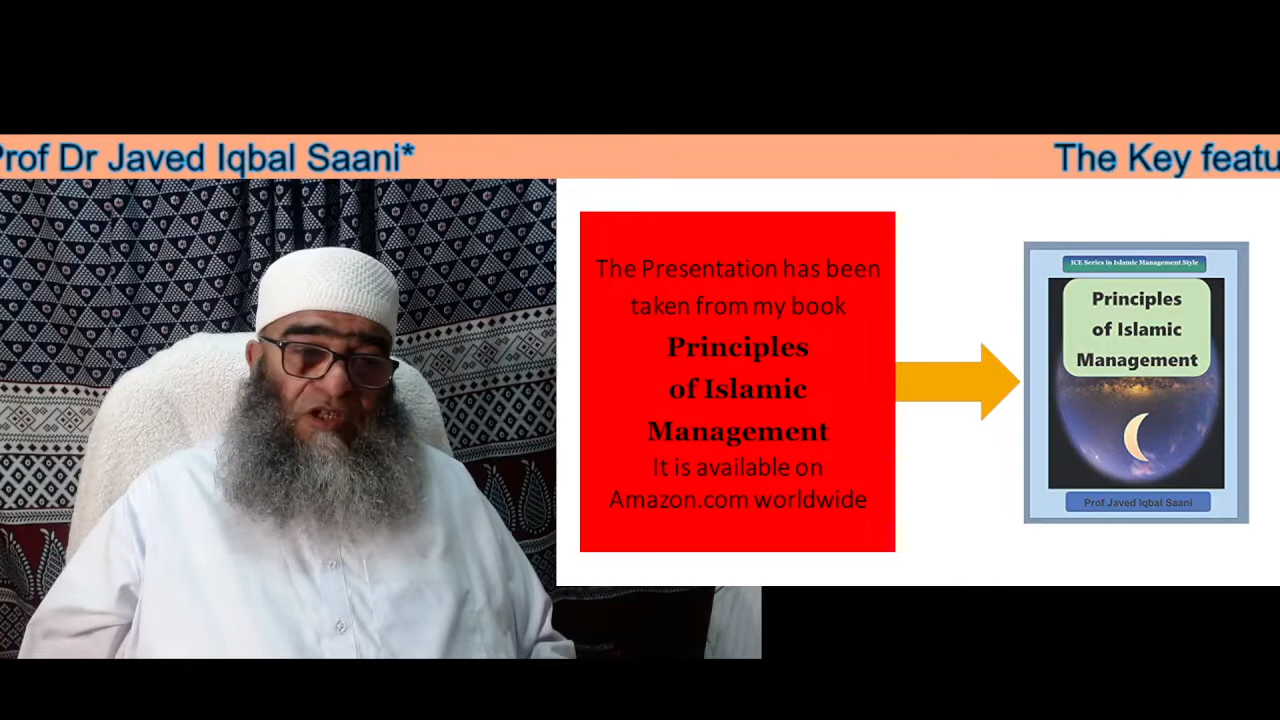 Prof Dr Javed Iqbal Saani*
The Key featu
The Presentation has been
taken from my book
Principles
of Islamic
Management
It is available on
Amazon.com worldwide
ICE Series in Islamic Management Style
Principles
of Islamic
Management
Prof Javed Iqbal Saani